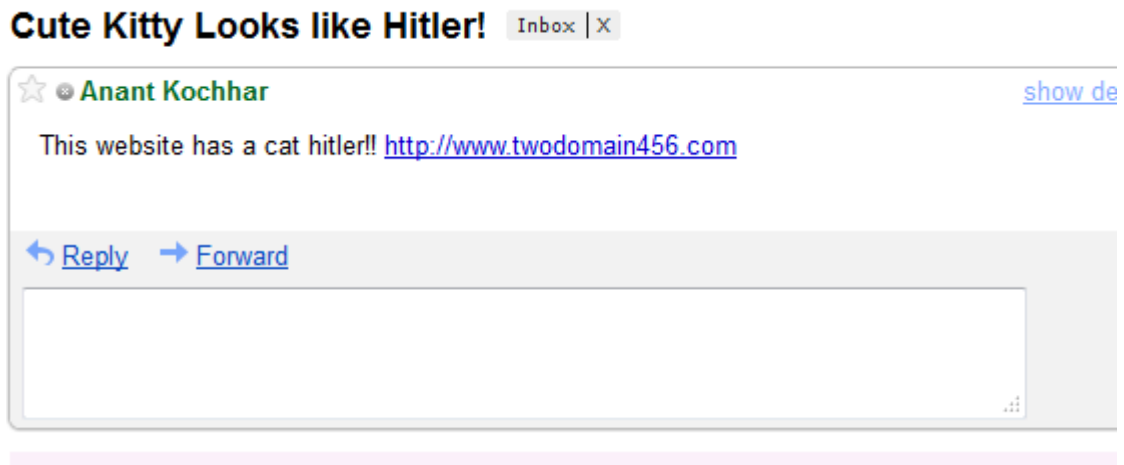 Cute Kitty Looks like Hitler! Inbox | X
Anant Kochhar show de
This website has a cat hitler!! http://www.twodomain456.com
Reply Forward